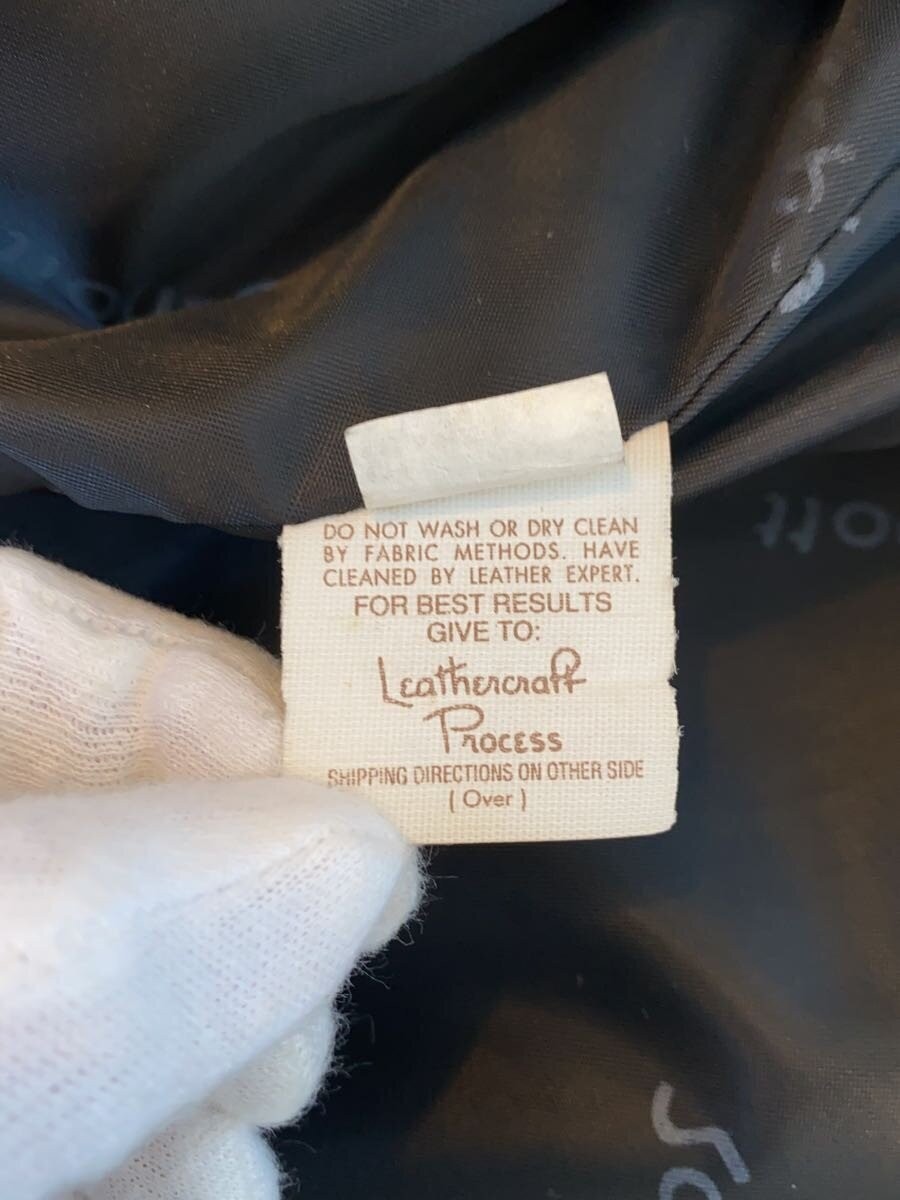 DO NOT WASH OR DRY CLEAN
BY FABRIC METHODS. HAVE
CLEANED BY LEATHER EXPERT.
FOR BEST RESULTS
GIVE TO:
Leathercraft
Process
SHIPPING DIRECTIONS ON OTHER SIDE
(Over)